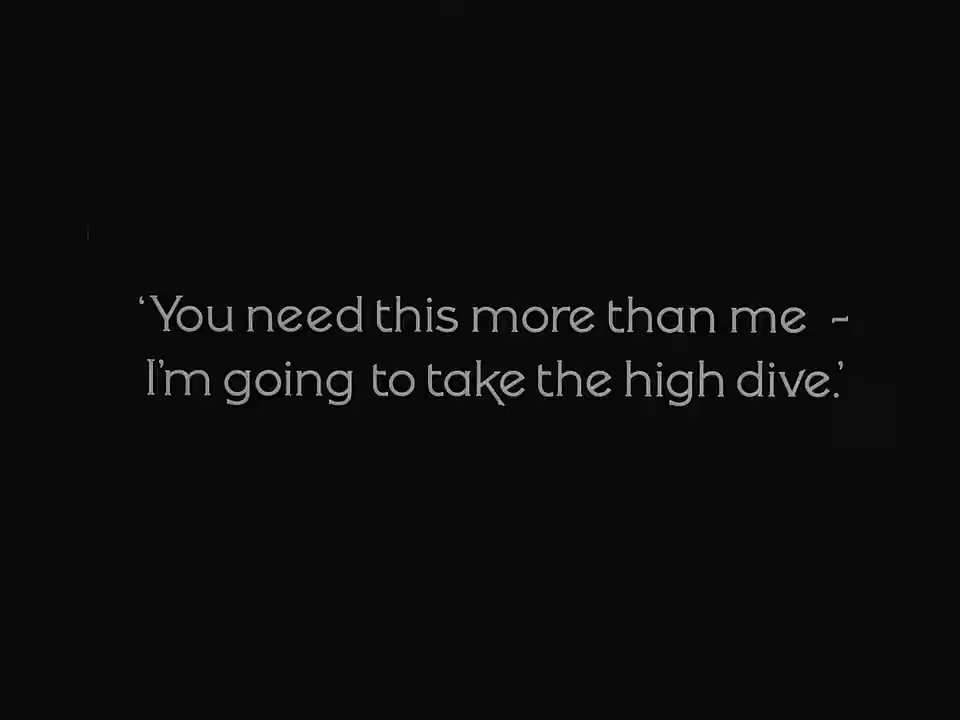 ‘You need this more than me -
I'm going to take the high dive.’